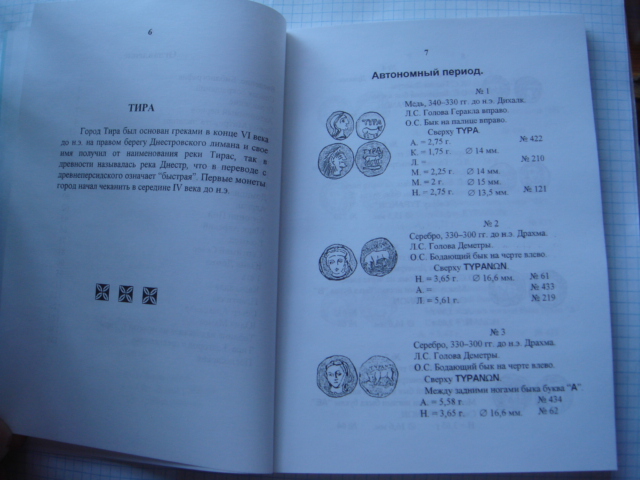 6
ТИРА
Город Тира был основан греками в конце VI века
до н.э. на правом берегу Днестровского лимана и свое
имя получил от наименования реки Тирас, так в
древности называлась река Днестр, что в переводе с
древнеперсидского означает "быстрая". Первые монеты
город начал чеканить в середине IV века до н.э.
7
Автономный период.
№ 1
Медь, 340–330 гг. до н.э. Дихалк.
Л.С. Голова Геракла вправо.
О.С. Бык на палице вправо.
Сверху ТYРА
А. = 2,75 г. № 422
К. = 1,75 г. ∅ 14 мм.
Л. = № 210
М. = 2,25 г. ∅ 14 мм.
М. = 2 г. ∅ 15 мм.
Н. = 2,75 г. ∅ 13,5 мм. № 121
№ 2
Серебро, 330–300 гг. до н.э. Драхма.
Л.С. Голова Деметры.
О.С. Бодающий бык на черте влево.
Сверху ТYРАNΩN.
Н. = 3,65 г. ∅ 16,6 мм. № 61
А. = № 433
Л. = 5,61 г. № 219
№ 3
Серебро, 330–300 гг. до н.э. Драхма.
Л.С. Голова Деметры.
О.С. Бодающий бык на черте влево.
Сверху ТYРАNΩN.
Между задними ногами быка буква "А"
А. = 5,58 г. № 434
Н. = 3,65 г. ∅ 16,6 мм. № 62